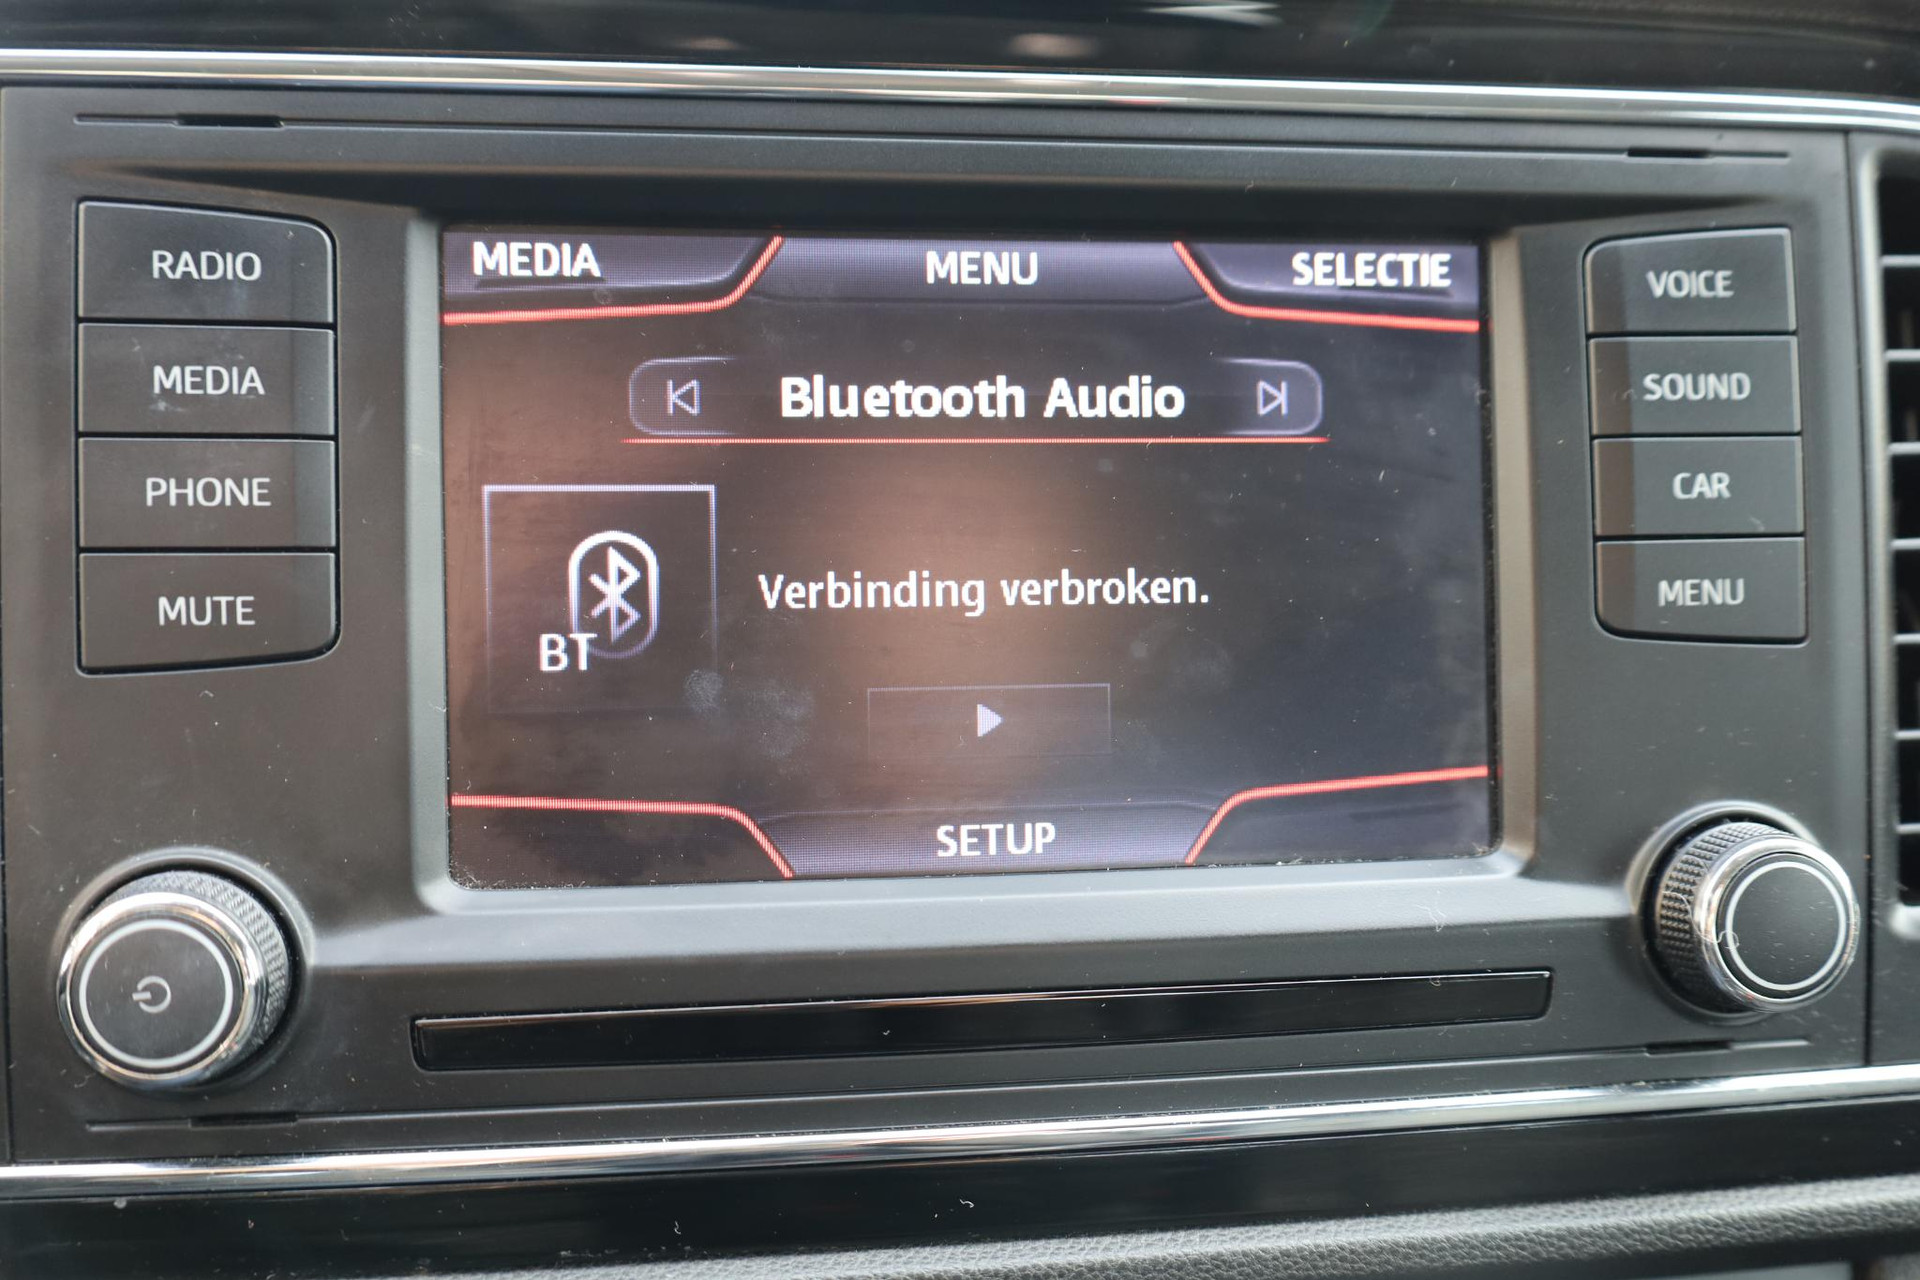 RADIO
MEDIA
PHONE
MUTE
MEDIA
MENU
SELECTIE
Bluetooth Audio
BT
Verbinding verbroken.
SETUP
VOICE
SOUND
CAR
MENU